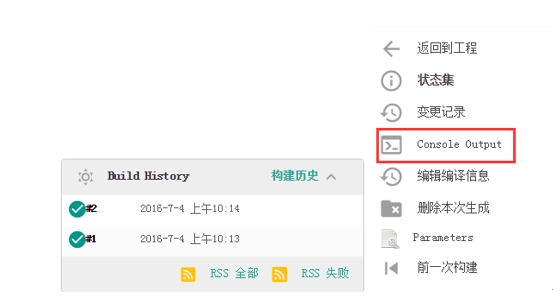 返回到工程
状态集
变更记录
Console Output
编辑编译信息
删除本次生成
Parameters
前一次构建
Build History 构建历史
#2 2016-7-4 上午10:14
#1 2016-7-4 上午10:13
RSS 全部 RSS 失败